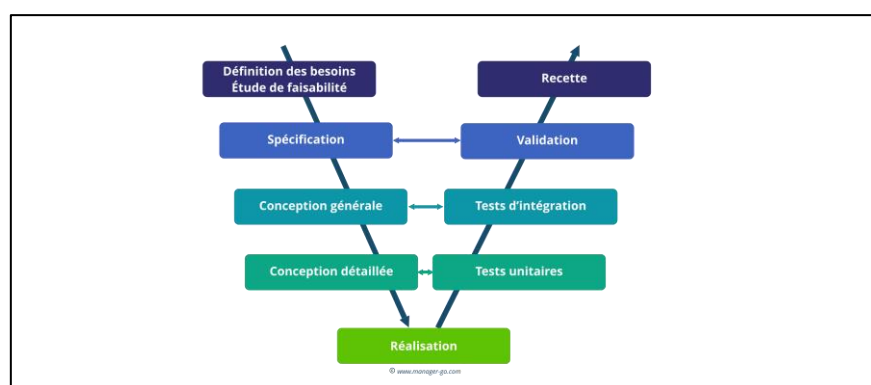 Définition des besoins
Étude de faisabilité
Recette
Spécification
Validation
Conception générale
Tests d'intégration
Conception détaillée
Tests unitaires
Réalisation
© www.manager-go.com